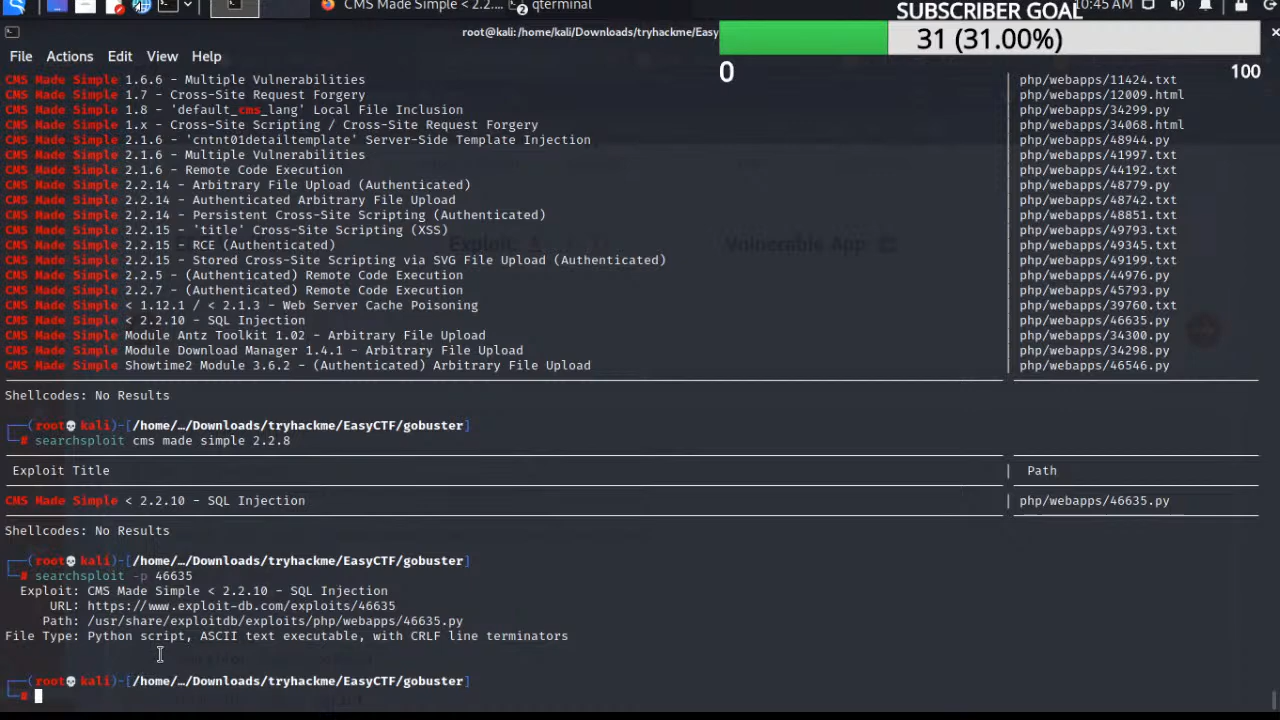 CMS Made Simple < 2.2....
qterminal
SUBSCRIBER GOAL
10:45 AM
root@kali:/home/kali/Downloads/tryhackme/Easy
31 (31.00%)
0
100
File Actions Edit View Help
CMS Made Simple 1.6.6 - Multiple Vulnerabilities | php/webapps/11424.txt
CMS Made Simple 1.7 - Cross-Site Request Forgery | php/webapps/12009.html
CMS Made Simple 1.8 - 'default_cms_lang' Local File Inclusion | php/webapps/34299.py
CMS Made Simple 1.x - Cross-Site Scripting / Cross-Site Request Forgery | php/webapps/34068.html
CMS Made Simple 2.1.6 - 'cntnt01detailtemplate' Server-Side Template Injection | php/webapps/48944.py
CMS Made Simple 2.1.6 - Multiple Vulnerabilities | php/webapps/41997.txt
CMS Made Simple 2.1.6 - Remote Code Execution | php/webapps/44192.txt
CMS Made Simple 2.2.14 - Arbitrary File Upload (Authenticated) | php/webapps/48779.py
CMS Made Simple 2.2.14 - Authenticated Arbitrary File Upload | php/webapps/48742.txt
CMS Made Simple 2.2.14 - Persistent Cross-Site Scripting (Authenticated) | php/webapps/48851.txt
CMS Made Simple 2.2.15 - 'title' Cross-Site Scripting (XSS) | php/webapps/49793.txt
CMS Made Simple 2.2.15 - RCE (Authenticated) | php/webapps/49345.txt
CMS Made Simple 2.2.15 - Stored Cross-Site Scripting via SVG File Upload (Authenticated) | php/webapps/49199.txt
CMS Made Simple 2.2.5 - (Authenticated) Remote Code Execution | php/webapps/44976.py
CMS Made Simple 2.2.7 - (Authenticated) Remote Code Execution | php/webapps/45793.py
CMS Made Simple < 1.12.1 / < 2.1.3 - Web Server Cache Poisoning | php/webapps/39760.txt
CMS Made Simple < 2.2.10 - SQL Injection | php/webapps/46635.py
CMS Made Simple Module Antz Toolkit 1.02 - Arbitrary File Upload | php/webapps/34300.py
CMS Made Simple Module Download Manager 1.4.1 - Arbitrary File Upload | php/webapps/34298.py
CMS Made Simple Showtime2 Module 3.6.2 - (Authenticated) Arbitrary File Upload | php/webapps/46546.py
Exploit: Vulnerable App:
Shellcodes: No Results
(root💀kali)-[/home/…/Downloads/tryhackme/EasyCTF/gobuster]
# searchsploit cms made simple 2.2.8
Exploit Title | Path
CMS Made Simple < 2.2.10 - SQL Injection | php/webapps/46635.py
Shellcodes: No Results
(root💀kali)-[/home/…/Downloads/tryhackme/EasyCTF/gobuster]
# searchsploit -p 46635
Exploit: CMS Made Simple < 2.2.10 - SQL Injection
URL: https://www.exploit-db.com/exploits/46635
Path: /usr/share/exploitdb/exploits/php/webapps/46635.py
File Type: Python script, ASCII text executable, with CRLF line terminators
(root💀kali)-[/home/…/Downloads/tryhackme/EasyCTF/gobuster]
#